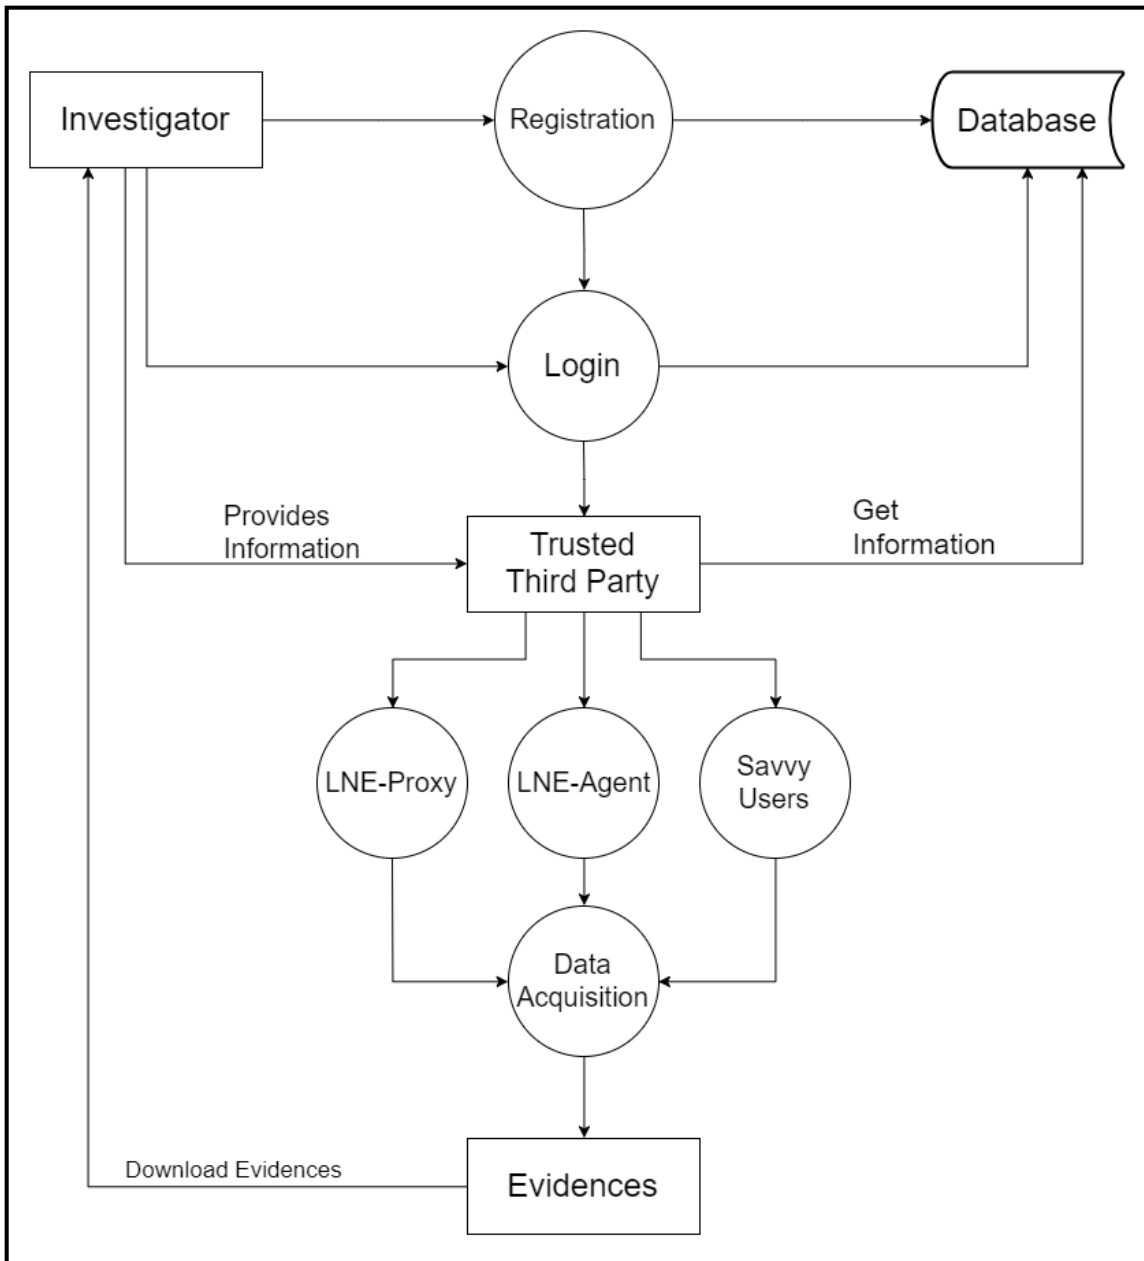 Investigator
Registration
Database
Login
Provides
Information
Trusted
Third Party
Get
Information
LNE-Proxy
LNE-Agent
Savvy
Users
Data
Acquisition
Download Evidences
Evidences